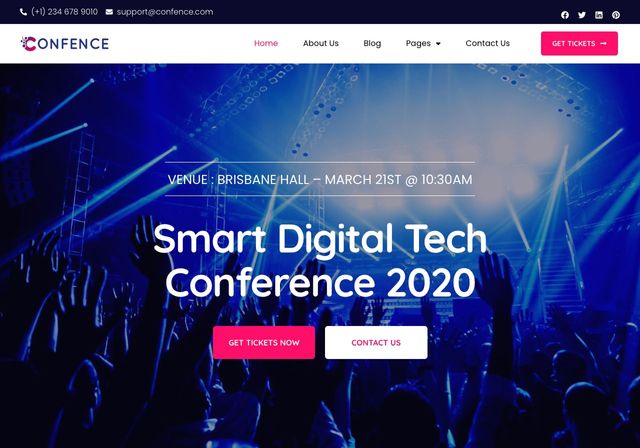 (+1) 234 678 9010 support@confence.com
CONFENCE
Home About Us Blog Pages Contact Us GET TICKETS
VENUE : BRISBANE HALL – MARCH 21ST @ 10:30AM
Smart Digital Tech
Conference 2020
GET TICKETS NOW CONTACT US